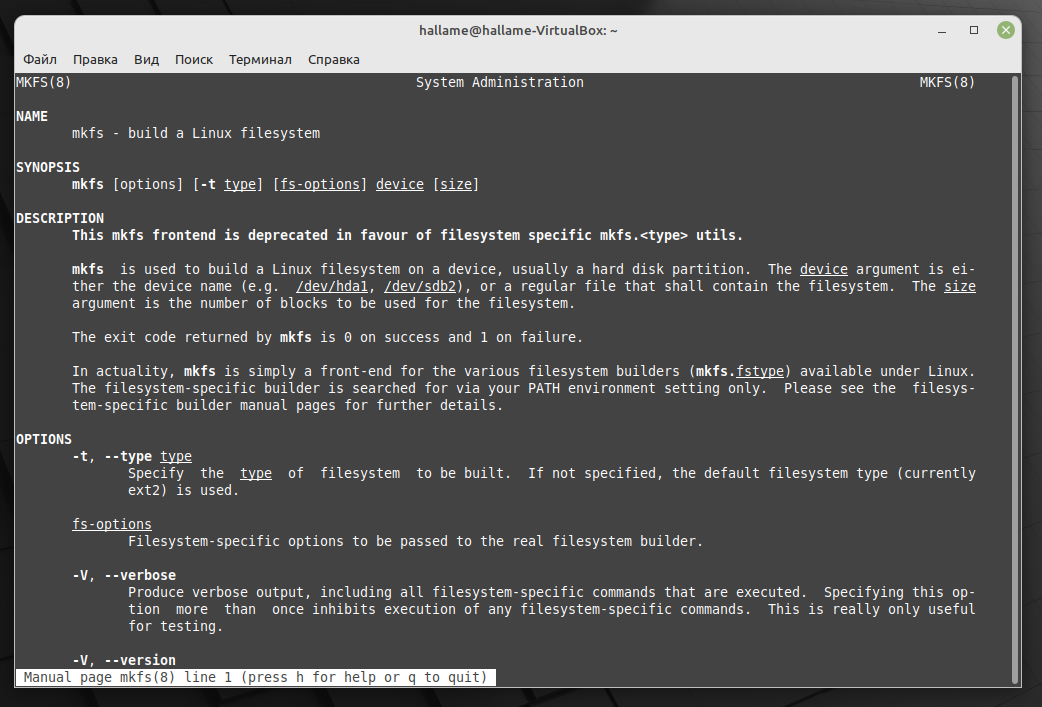 hallame@hallame-VirtualBox: ~
Файл Правка Вид Поиск Терминал Справка
MKFS(8) System Administration MKFS(8)
NAME
mkfs - build a Linux filesystem
SYNOPSIS
mkfs [options] [-t type] [fs-options] device [size]
DESCRIPTION
This mkfs frontend is deprecated in favour of filesystem specific mkfs.<type> utils.
mkfs is used to build a Linux filesystem on a device, usually a hard disk partition. The device argument is ei-
ther the device name (e.g. /dev/hda1, /dev/sdb2), or a regular file that shall contain the filesystem. The size
argument is the number of blocks to be used for the filesystem.
The exit code returned by mkfs is 0 on success and 1 on failure.
In actuality, mkfs is simply a front-end for the various filesystem builders (mkfs.fstype) available under Linux.
The filesystem-specific builder is searched for via your PATH environment setting only. Please see the filesys-
tem-specific builder manual pages for further details.
OPTIONS
-t, --type type
Specify the type of filesystem to be built. If not specified, the default filesystem type (currently
ext2) is used.
fs-options
Filesystem-specific options to be passed to the real filesystem builder.
-V, --verbose
Produce verbose output, including all filesystem-specific commands that are executed. Specifying this op-
tion more than once inhibits execution of any filesystem-specific commands. This is really only useful
for testing.
-V, --version
Manual page mkfs(8) line 1 (press h for help or q to quit)